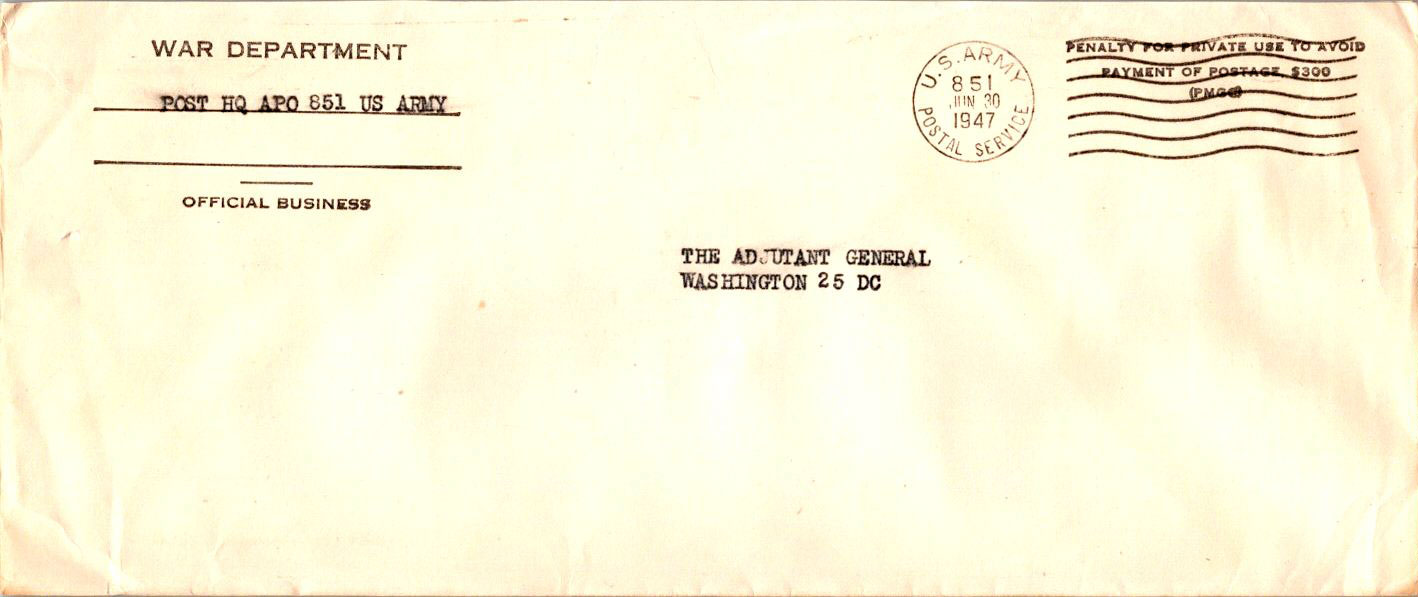 WAR DEPARTMENT
POST HQ APO 851 US ARMY
OFFICIAL BUSINESS
U.S. ARMY
851
JUN 30
1947
POSTAL SERVICE
PENALTY FOR PRIVATE USE TO AVOID
PAYMENT OF POSTAGE, $300
(PMGC)
THE ADJUTANT GENERAL
WASHINGTON 25 DC